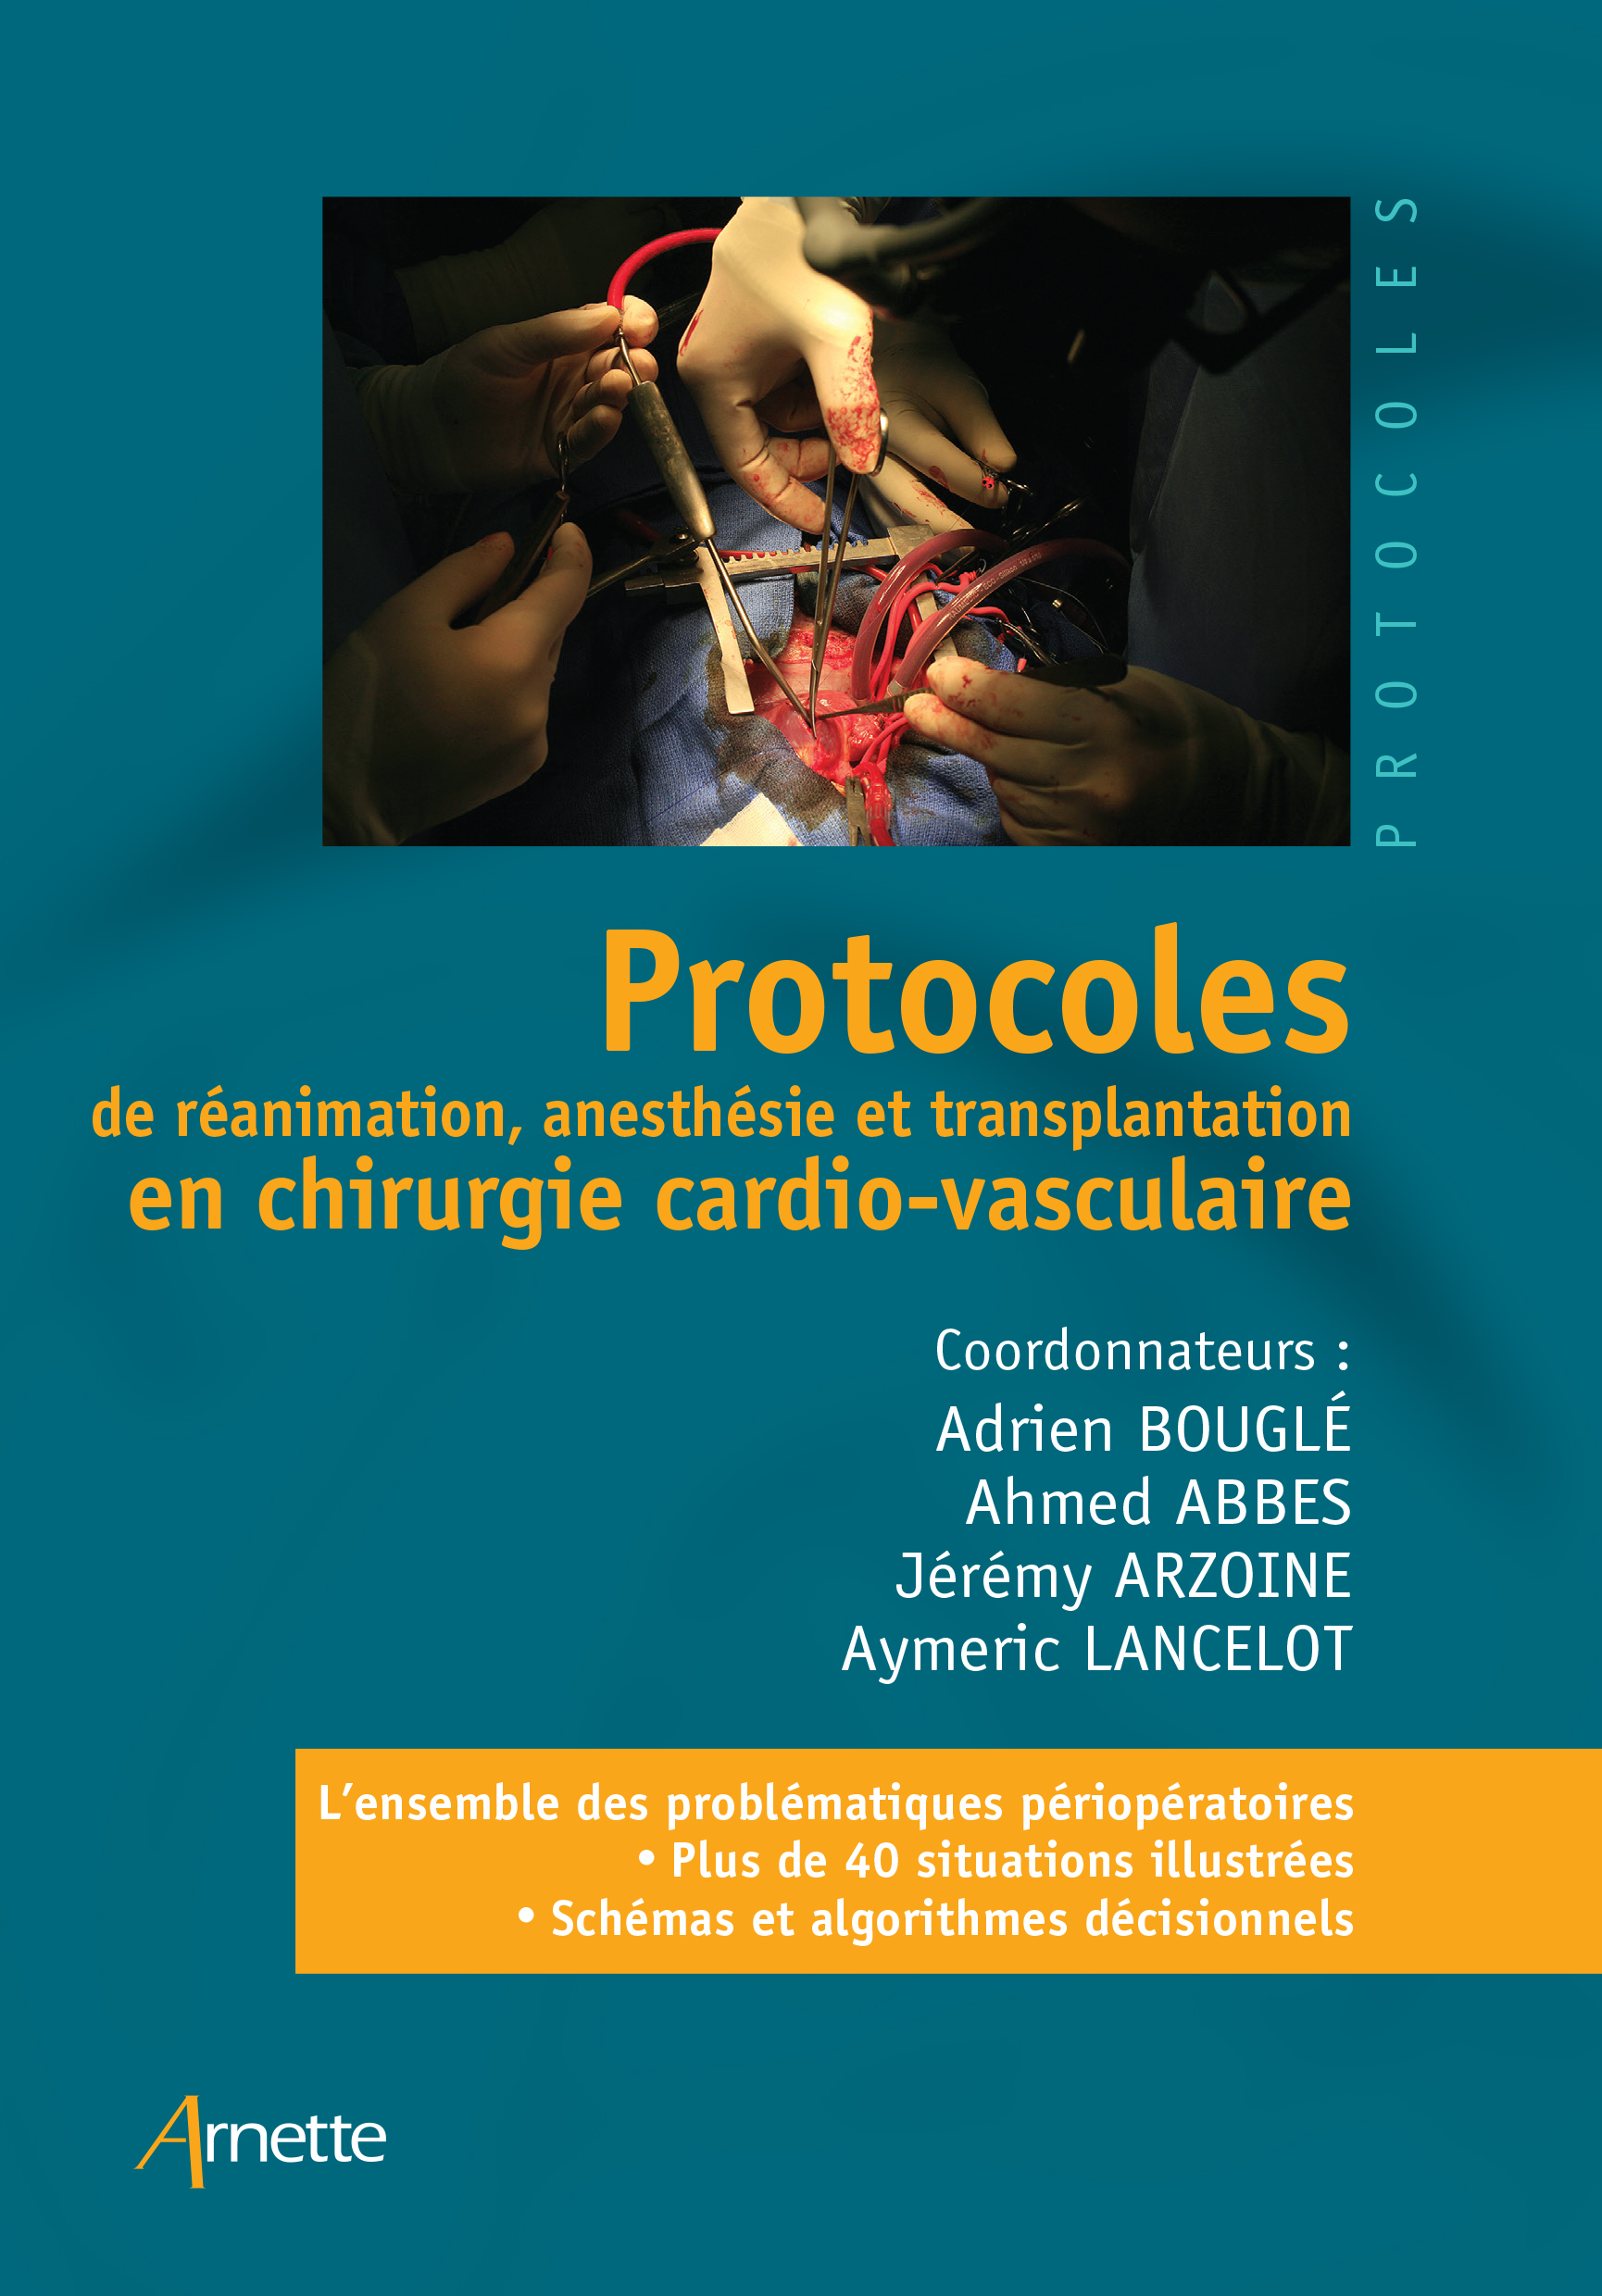 PROTOCOLES
Protocoles
de réanimation, anesthésie et transplantation
en chirurgie cardio-vasculaire
Coordonnateurs :
Adrien BOUGLÉ
Ahmed ABBES
Jérémy ARZOINE
Aymeric LANCELOT
L’ensemble des problématiques périopératoires
• Plus de 40 situations illustrées
• Schémas et algorithmes décisionnels
Arnette